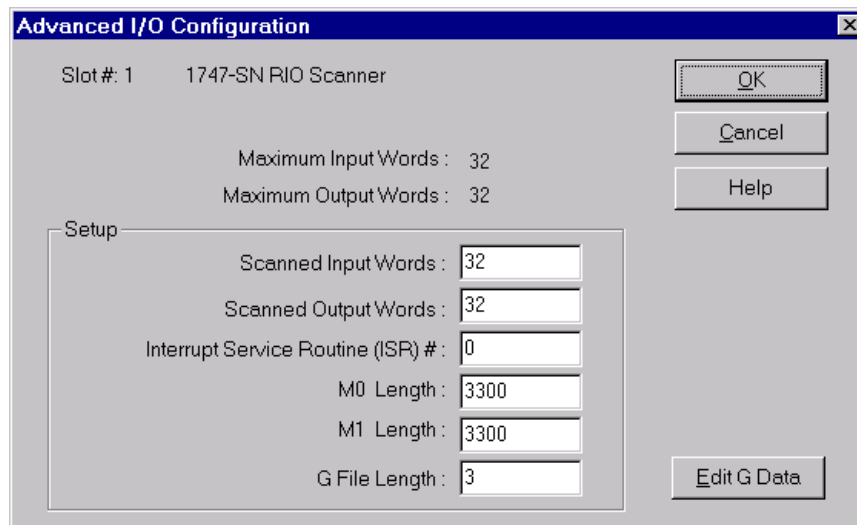 Advanced I/O Configuration
Slot #: 1 1747-SN RIO Scanner
OK
Cancel
Help
Maximum Input Words : 32
Maximum Output Words : 32
Setup
Scanned Input Words : 32
Scanned Output Words : 32
Interrupt Service Routine (ISR) # : 0
M0 Length : 3300
M1 Length : 3300
G File Length : 3
Edit G Data